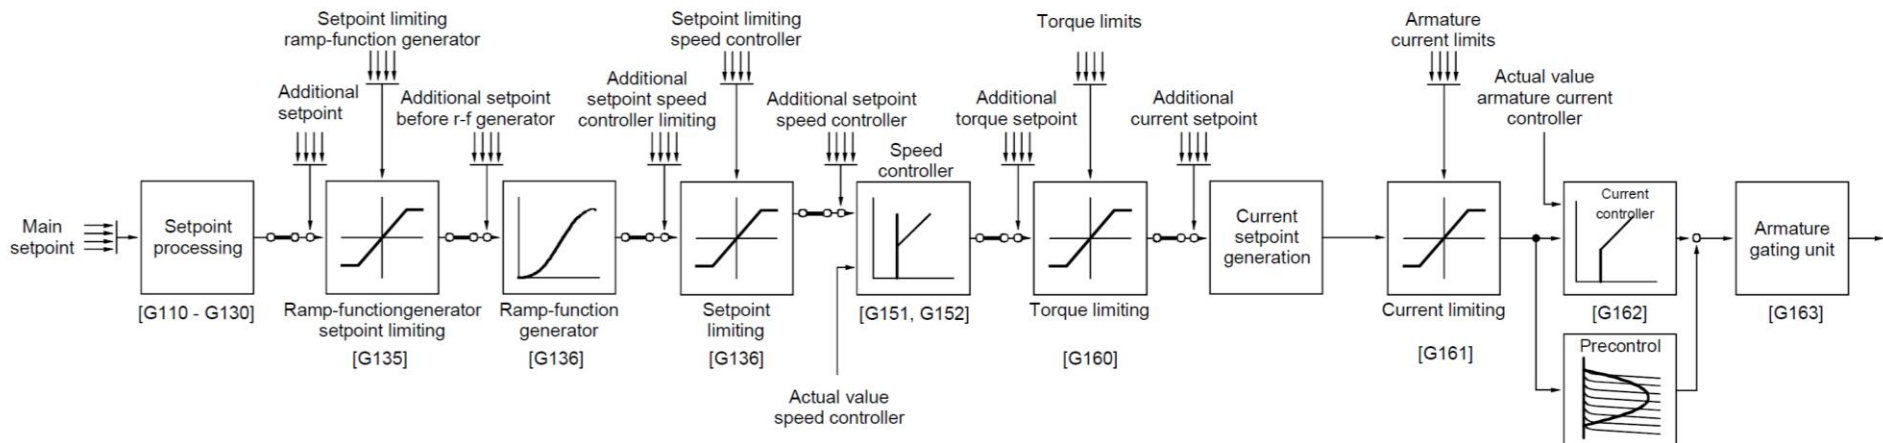 Setpoint limiting
ramp-function generator
Setpoint limiting
speed controller
Torque limits
Armature
current limits
Additional
setpoint
Additional setpoint
before r-f generator
Additional
setpoint speed
controller limiting
Additional setpoint
speed controller
Additional
torque setpoint
Additional
current setpoint
Actual value
armature current
controller
Main
setpoint
Setpoint
processing
Speed
controller
Current
setpoint
generation
Current
controller
Armature
gating unit
[G110 - G130]
Ramp-functiongenerator
setpoint limiting
[G135]
Ramp-function
generator
[G136]
Setpoint
limiting
[G136]
[G151, G152]
Torque limiting
[G160]
Current limiting
[G161]
[G162]
[G163]
Precontrol
Actual value
speed controller